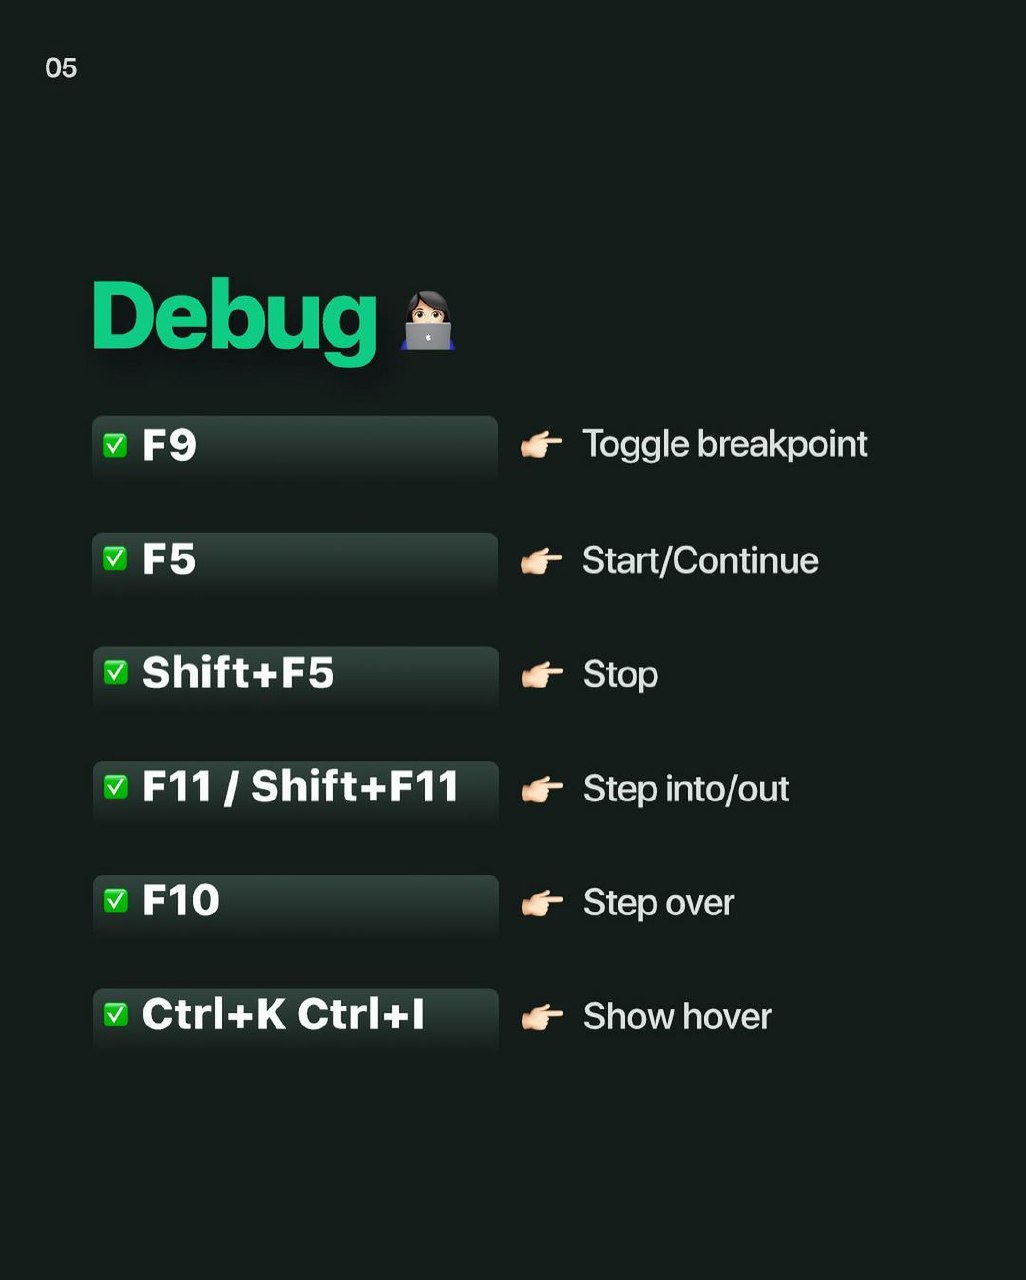 05
Debug
F9 Toggle breakpoint
F5 Start/Continue
Shift+F5 Stop
F11 / Shift+F11 Step into/out
F10 Step over
Ctrl+K Ctrl+I Show hover